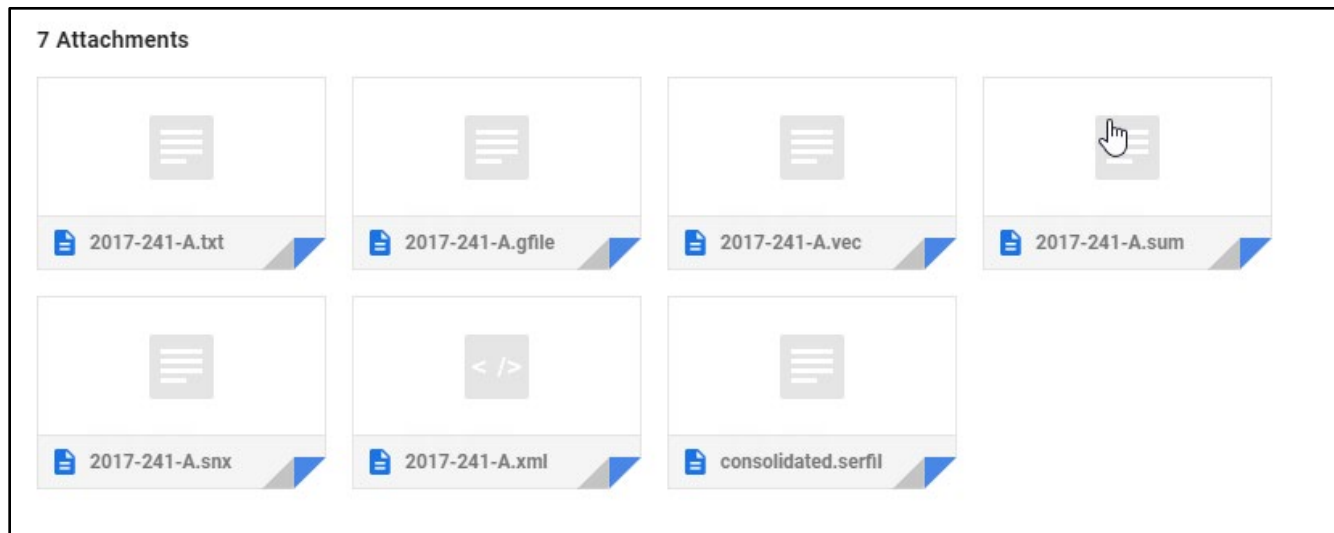 7 Attachments
2017-241-A.txt
2017-241-A.gfile
2017-241-A.vec
2017-241-A.sum
< />
2017-241-A.snx
2017-241-A.xml
consolidated.serfil